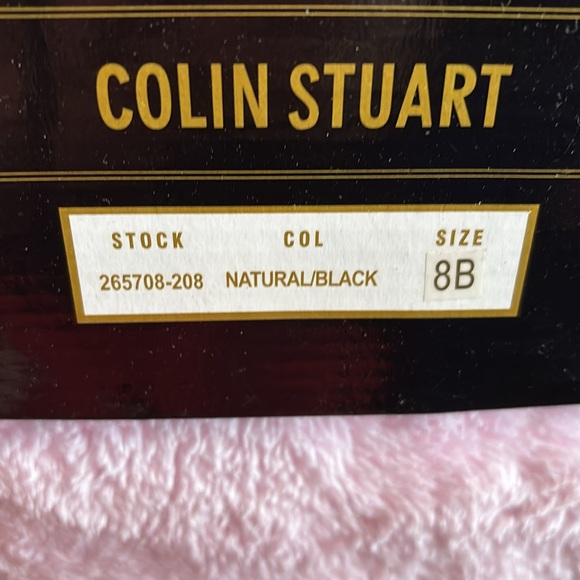 COLIN STUART
STOCK COL SIZE
265708-208 NATURAL/BLACK 8B